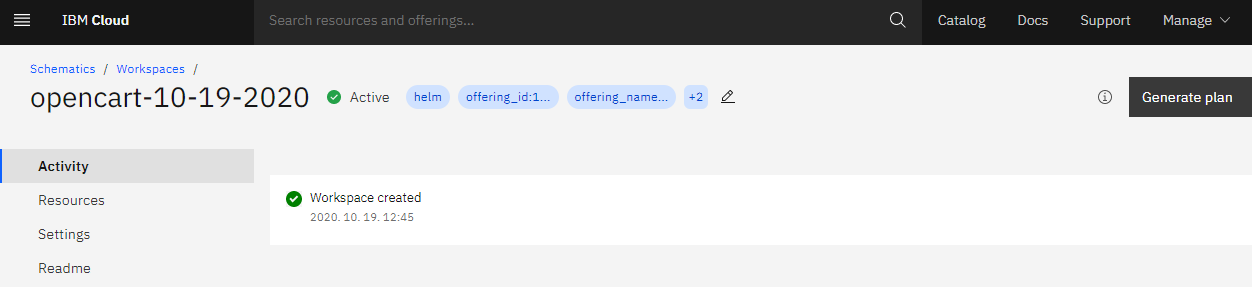 IBM Cloud Search resources and offerings... Catalog Docs Support Manage
Schematics / Workspaces /
opencart-10-19-2020 Active helm offering_id:1... offering_name... +2 Generate plan
Activity
Resources
Settings
Readme
Workspace created
2020. 10. 19. 12:45